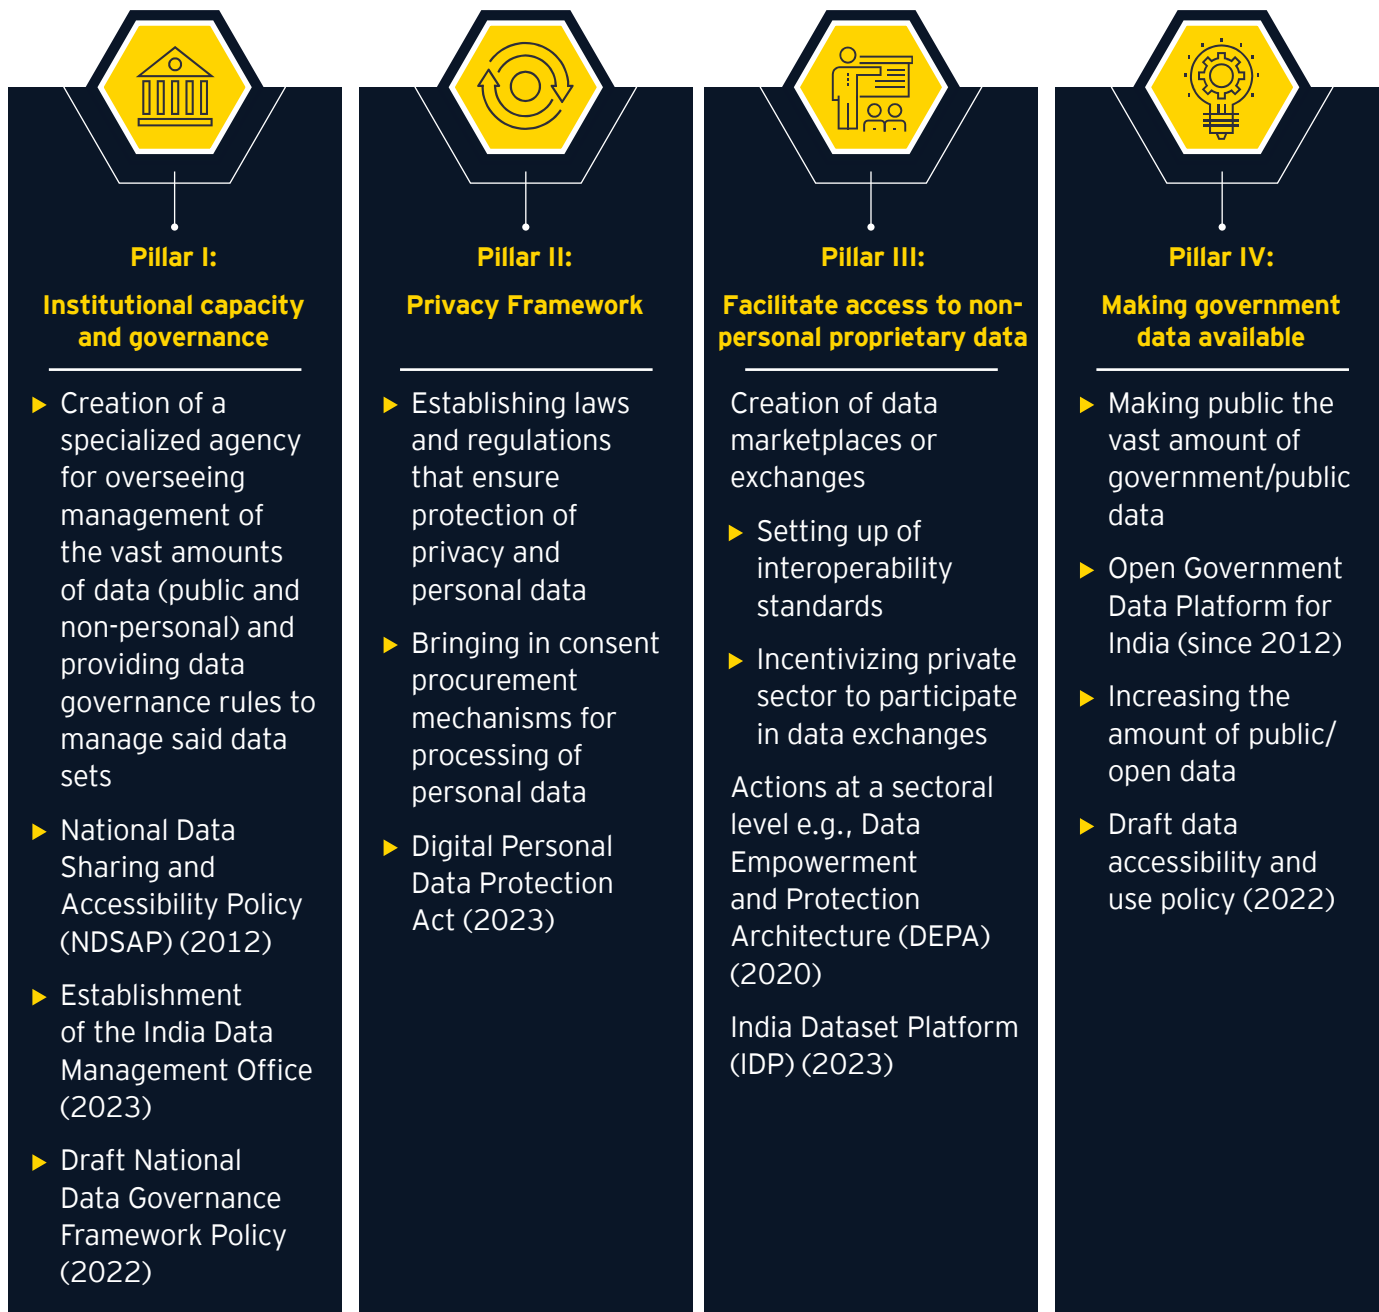 Pillar I:
Institutional capacity
and governance
► Creation of a
specialized agency
for overseeing
management of
the vast amounts
of data (public and
non-personal) and
providing data
governance rules to
manage said data
sets
► National Data
Sharing and
Accessibility Policy
(NDSAP) (2012)
► Establishment
of the India Data
Management Office
(2023)
► Draft National
Data Governance
Framework Policy
(2022)
Pillar II:
Privacy Framework
► Establishing laws
and regulations
that ensure
protection of
privacy and
personal data
► Bringing in consent
procurement
mechanisms for
processing of
personal data
► Digital Personal
Data Protection
Act (2023)
Pillar III:
Facilitate access to non-
personal proprietary data
Creation of data
marketplaces or
exchanges
► Setting up of
interoperability
standards
► Incentivizing private
sector to participate
in data exchanges
Actions at a sectoral
level e.g., Data
Empowerment
and Protection
Architecture (DEPA)
(2020)
India Dataset Platform
(IDP) (2023)
Pillar IV:
Making government
data available
► Making public the
vast amount of
government/public
data
► Open Government
Data Platform for
India (since 2012)
► Increasing the
amount of public/
open data
► Draft data
accessibility and
use policy (2022)